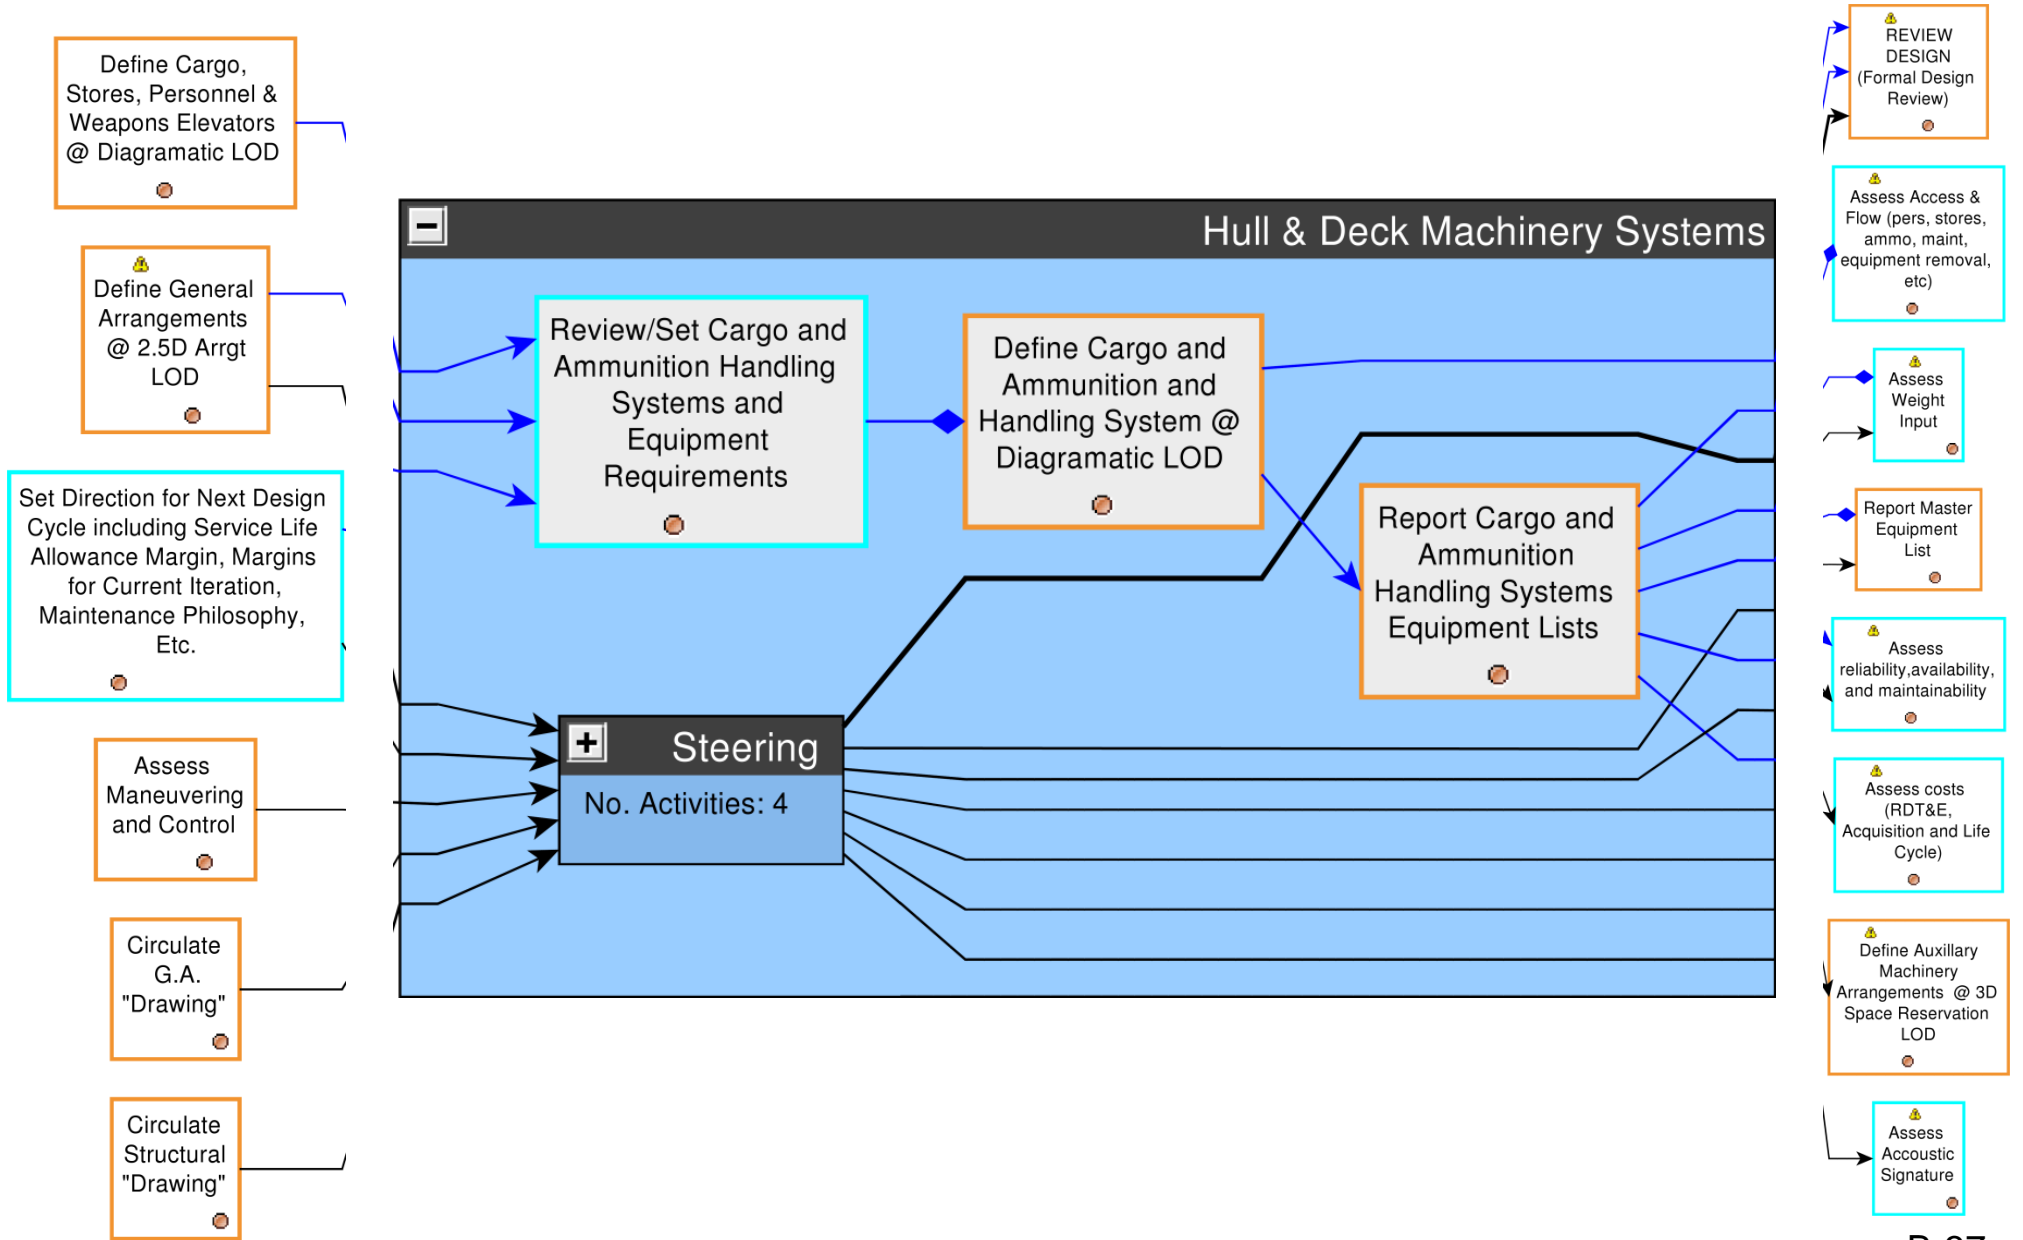 Define Cargo,
Stores, Personnel &
Weapons Elevators
@ Diagramatic LOD
Define General
Arrangements
@ 2.5D Arrgt
LOD
Set Direction for Next Design
Cycle including Service Life
Allowance Margin, Margins
for Current Iteration,
Maintenance Philosophy,
Etc.
Assess
Maneuvering
and Control
Circulate
G.A.
"Drawing"
Circulate
Structural
"Drawing"
Hull & Deck Machinery Systems
Review/Set Cargo and
Ammunition Handling
Systems and
Equipment
Requirements
Define Cargo and
Ammunition and
Handling System @
Diagramatic LOD
Report Cargo and
Ammunition
Handling Systems
Equipment Lists
Steering
No. Activities: 4
REVIEW
DESIGN
(Formal Design
Review)
Assess Access &
Flow (pers, stores,
ammo, maint,
equipment removal,
etc)
Assess
Weight
Input
Report Master
Equipment
List
Assess
reliability,availability,
and maintainability
Assess costs
(RDT&E,
Acquisition and Life
Cycle)
Define Auxillary
Machinery
Arrangements @ 3D
Space Reservation
LOD
Assess
Accoustic
Signature